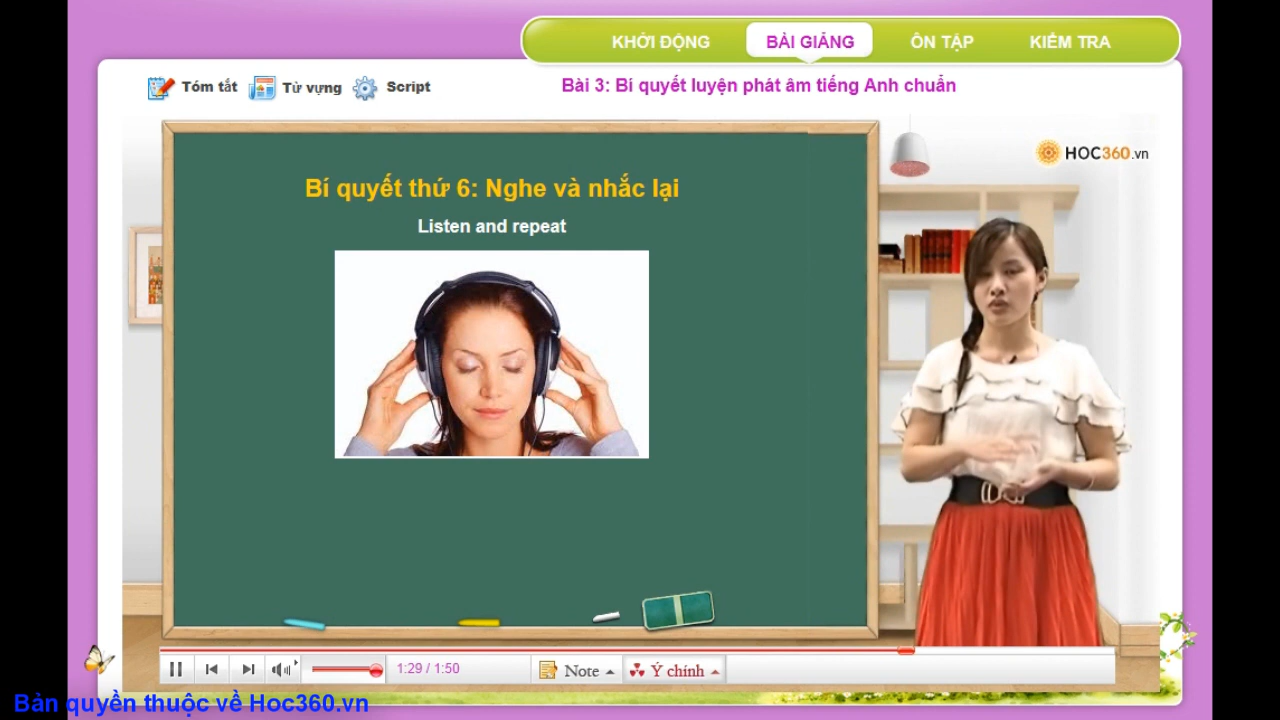 KHỞI ĐỘNG
BÀI GIẢNG
ÔN TẬP
KIỂM TRA
Tóm tắt
Từ vựng
Script
Bài 3: Bí quyết luyện phát âm tiếng Anh chuẩn
HOC360.vn
Bí quyết thứ 6: Nghe và nhắc lại
Listen and repeat
1:29 / 1:50
Note
Ý chính
Bản quyền thuộc về Hoc360.vn